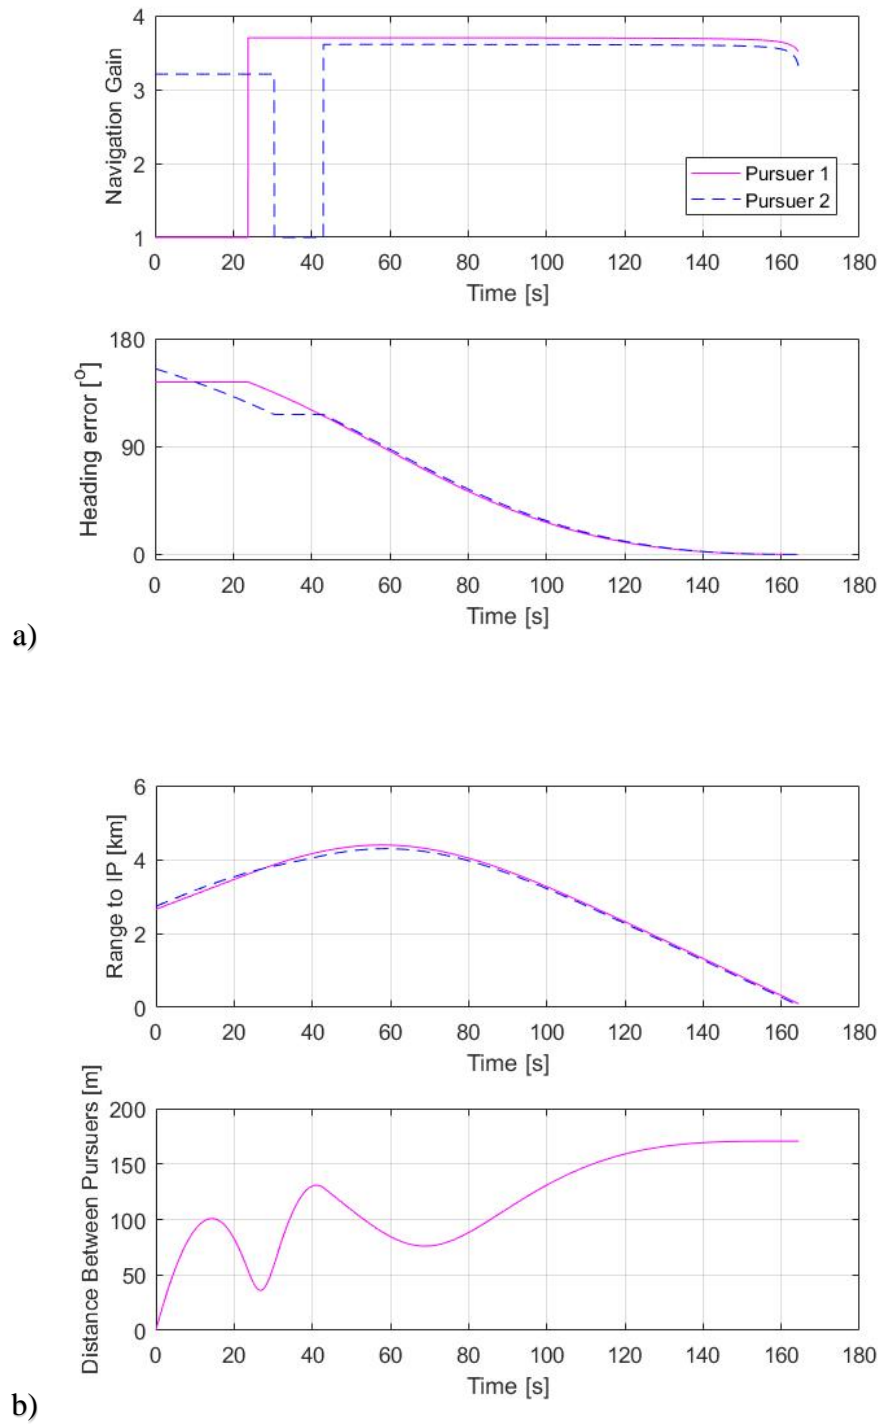 4
3
2
1
Navigation Gain
Pursuer 1
Pursuer 2
0 20 40 60 80 100 120 140 160 180
Time [s]
180
90
0
Heading error [o]
0 20 40 60 80 100 120 140 160 180
Time [s]
a)
6
4
2
0
Range to IP [km]
0 20 40 60 80 100 120 140 160 180
Time [s]
200
150
100
50
0
Distance Between Pursuers [m]
0 20 40 60 80 100 120 140 160 180
Time [s]
b)